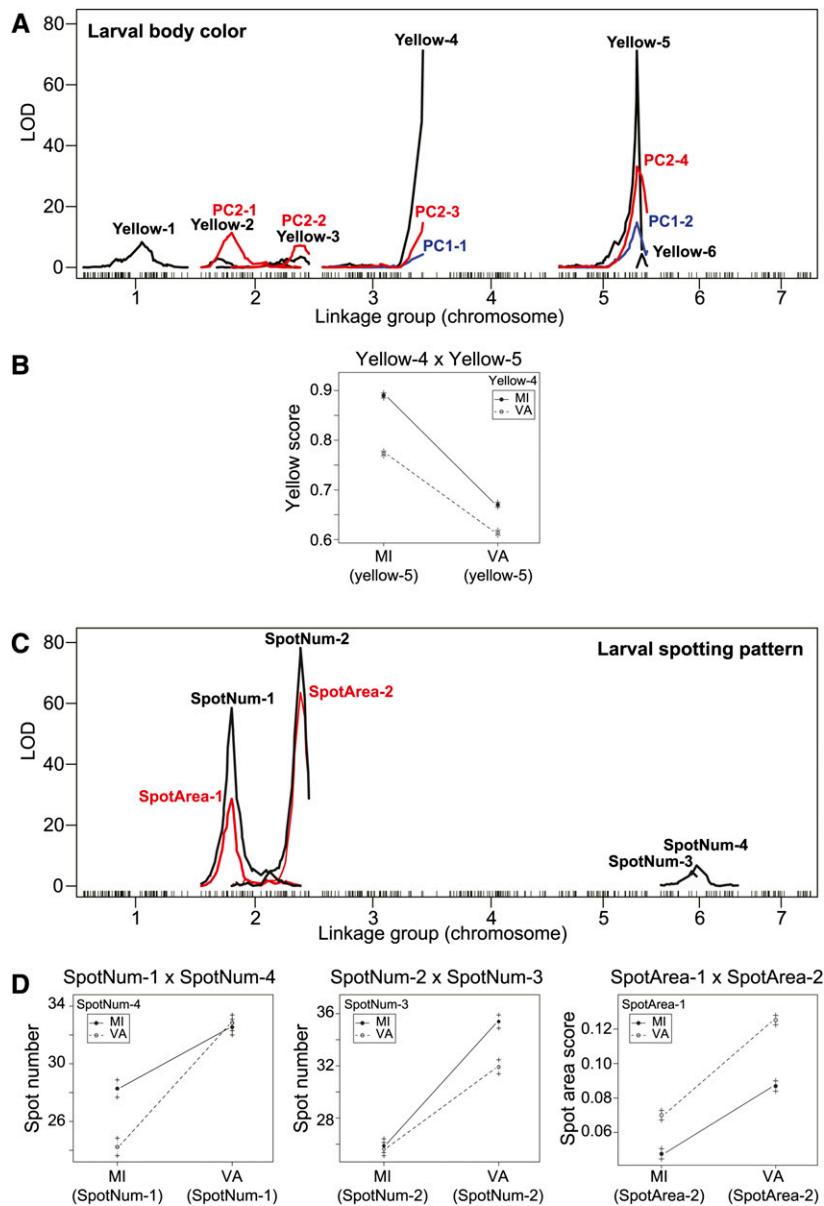 A
Larval body color
80
60
40
20
0
LOD
Yellow-1
PC2-1
Yellow-2
PC2-2
Yellow-3
Yellow-4
PC2-3
PC1-1
Yellow-5
PC2-4
PC1-2
Yellow-6
1 2 3 4 5 6 7
Linkage group (chromosome)
B
Yellow-4 x Yellow-5
Yellow-4
MI
VA
0.9
0.8
0.7
0.6
Yellow score
MI VA
(yellow-5) (yellow-5)
C
Larval spotting pattern
80
60
40
20
0
LOD
SpotNum-2
SpotArea-2
SpotNum-1
SpotArea-1
SpotNum-4
SpotNum-3
1 2 3 4 5 6 7
Linkage group (chromosome)
D
SpotNum-1 x SpotNum-4
SpotNum-4
MI
VA
34
32
28
26
Spot number
MI VA
(SpotNum-1) (SpotNum-1)
SpotNum-2 x SpotNum-3
SpotNum-3
MI
VA
36
32
28
Spot number
MI VA
(SpotNum-2) (SpotNum-2)
SpotArea-1 x SpotArea-2
SpotArea-1
MI
VA
0.12
0.08
0.06
Spot area score
MI VA
(SpotArea-2) (SpotArea-2)